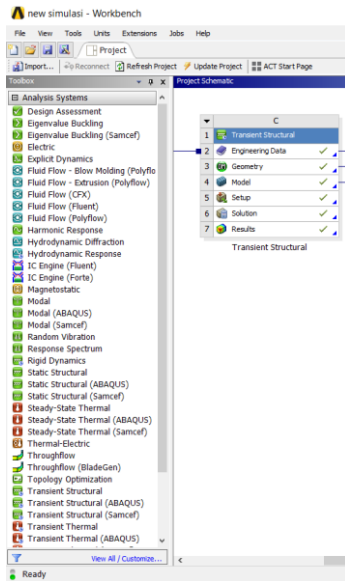 new simulasi - Workbench
File View Tools Units Extensions Jobs Help
Project
Import... Reconnect Refresh Project Update Project ACT Start Page
Toolbox
Project Schematic
Analysis Systems
Design Assessment
Eigenvalue Buckling
Eigenvalue Buckling (Samcef)
Electric
Explicit Dynamics
Fluid Flow - Blow Molding (Polyflo
Fluid Flow - Extrusion (Polyflow)
Fluid Flow (CFX)
Fluid Flow (Fluent)
Fluid Flow (Polyflow)
Harmonic Response
Hydrodynamic Diffraction
Hydrodynamic Response
IC Engine (Fluent)
IC Engine (Forte)
Magnetostatic
Modal
Modal (ABAQUS)
Modal (Samcef)
Random Vibration
Response Spectrum
Rigid Dynamics
Static Structural
Static Structural (ABAQUS)
Static Structural (Samcef)
Steady-State Thermal
Steady-State Thermal (ABAQUS)
Steady-State Thermal (Samcef)
Thermal-Electric
Throughflow
Throughflow (BladeGen)
Topology Optimization
Transient Structural
Transient Structural (ABAQUS)
Transient Structural (Samcef)
Transient Thermal
Transient Thermal (ABAQUS)
View All / Customize...
C
1 Transient Structural
2 Engineering Data
3 Geometry
4 Model
5 Setup
6 Solution
7 Results
Transient Structural
Ready